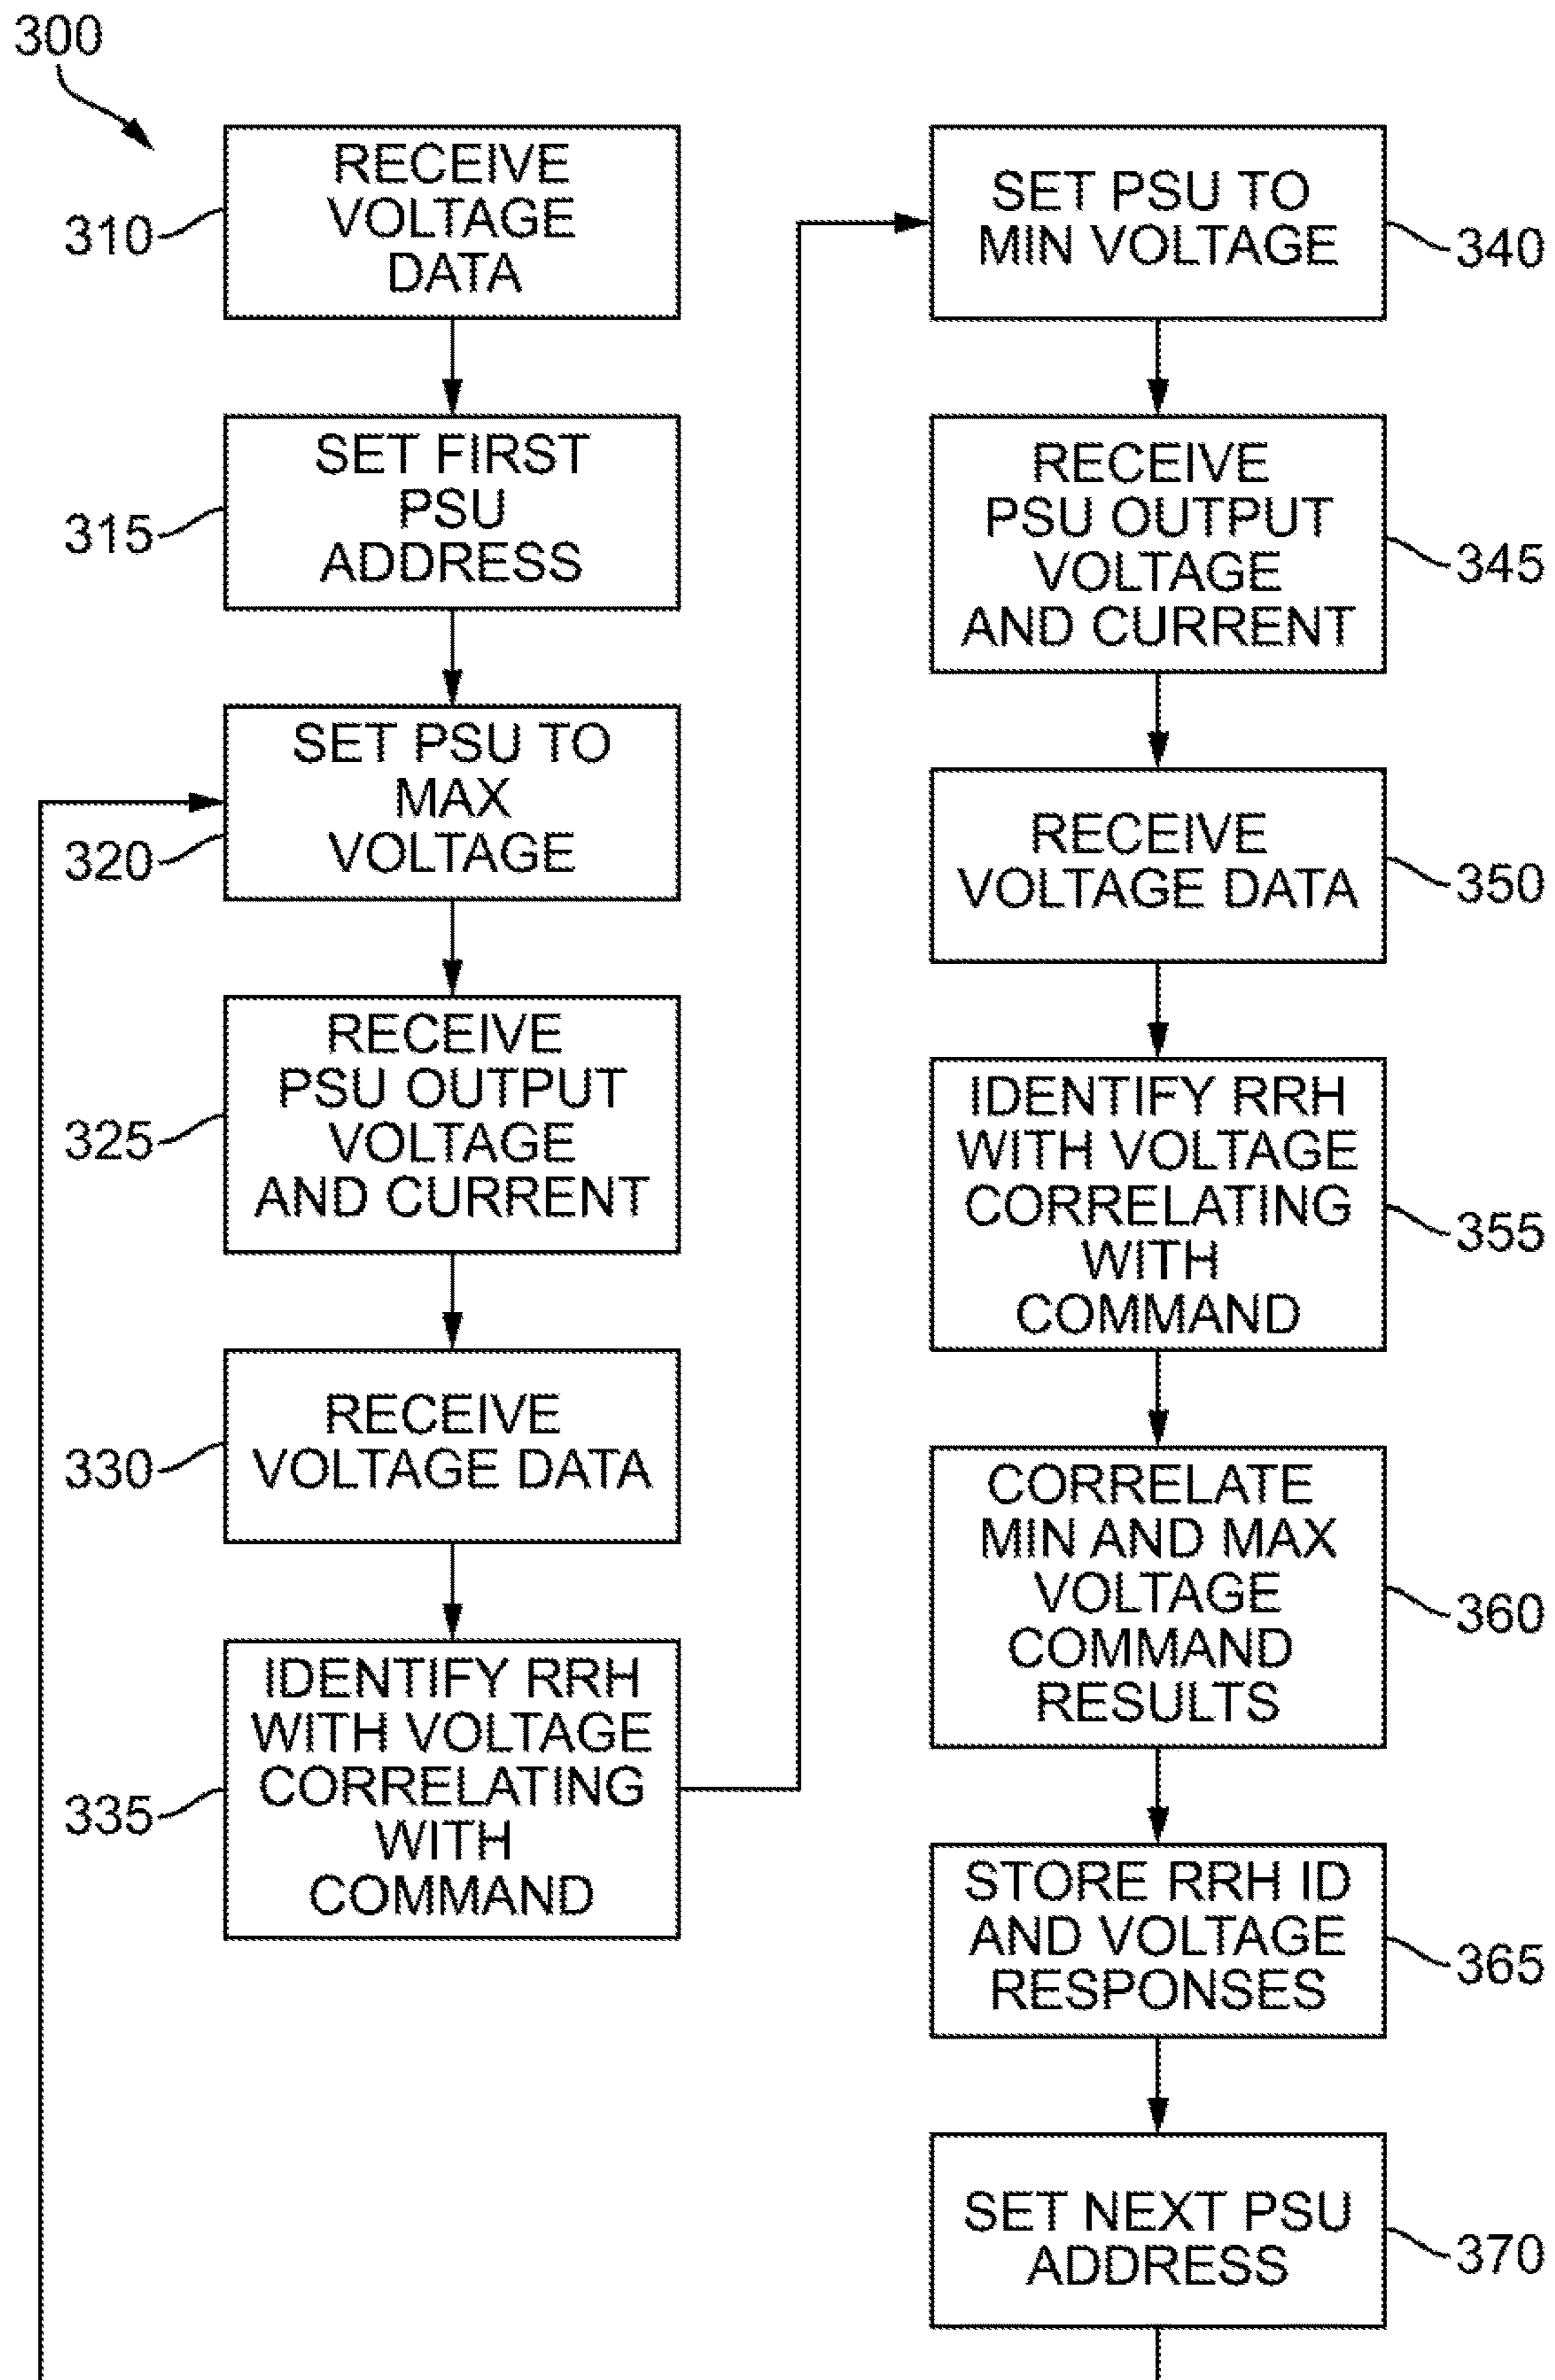 300
RECEIVE
VOLTAGE
DATA
310
SET FIRST
PSU
ADDRESS
315
SET PSU TO
MAX
VOLTAGE
320
RECEIVE
PSU OUTPUT
VOLTAGE
AND CURRENT
325
RECEIVE
VOLTAGE DATA
330
IDENTIFY RRH
WITH VOLTAGE
CORRELATING
WITH
COMMAND
335
SET PSU TO
MIN VOLTAGE
340
RECEIVE
PSU OUTPUT
VOLTAGE
AND CURRENT
345
RECEIVE
VOLTAGE DATA
350
IDENTIFY RRH
WITH VOLTAGE
CORRELATING
WITH
COMMAND
355
CORRELATE
MIN AND MAX
VOLTAGE
COMMAND
RESULTS
360
STORE RRH ID
AND VOLTAGE
RESPONSES
365
SET NEXT PSU
ADDRESS
370